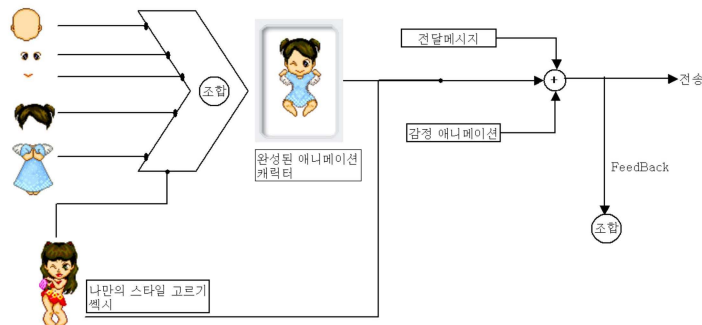 전달메시지
조합
전송
감정 애니메이션
완성된 애니메이션
캐릭터
FeedBack
조합
나만의 스타일 고르기
쎅시